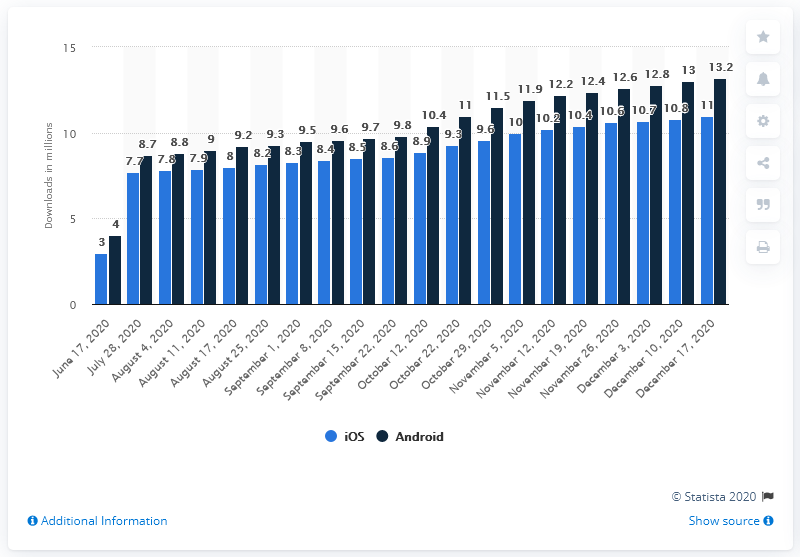 15
10
5
0
Downloads in millions
3 4
7.7 8.7
7.8 8.8
7.9 9
8 9.2
8.2 9.3
8.3 9.5
8.4 9.6
8.5 9.7
8.6 9.8
8.9 10.4
9.3 11
9.6 11.5
10 11.9
10.2 12.2
10.4 12.4
10.6 12.6
10.7 12.8
10.8 13
11 13.2
June 17, 2020
July 28, 2020
August 4, 2020
August 11, 2020
August 17, 2020
August 25, 2020
September 1, 2020
September 8, 2020
September 15, 2020
September 22, 2020
October 12, 2020
October 22, 2020
October 29, 2020
November 5, 2020
November 12, 2020
November 19, 2020
November 26, 2020
December 3, 2020
December 10, 2020
December 17, 2020
iOS Android
© Statista 2020
Additional Information Show source